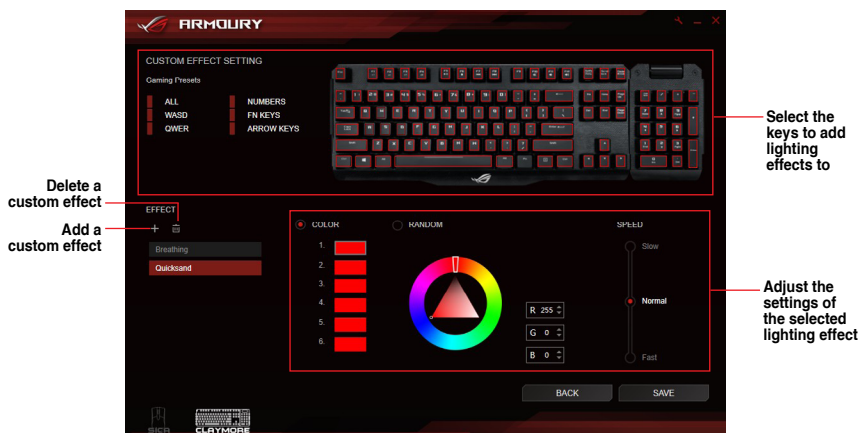 ARMOURY
CUSTOM EFFECT SETTING
Gaming Presets
ALL
WASD
QWER
NUMBERS
FN KEYS
ARROW KEYS
Select the
keys to add
lighting
effects to
Delete a
custom effect
Add a
custom effect
EFFECT
Breathing
Quicksand
COLOR
RANDOM
SPEED
1.
2.
3.
4.
5.
6.
R 255
G 0
B 0
Slow
Normal
Fast
Adjust the
settings of
the selected
lighting effect
BACK
SAVE
SICA
CLAYMORE